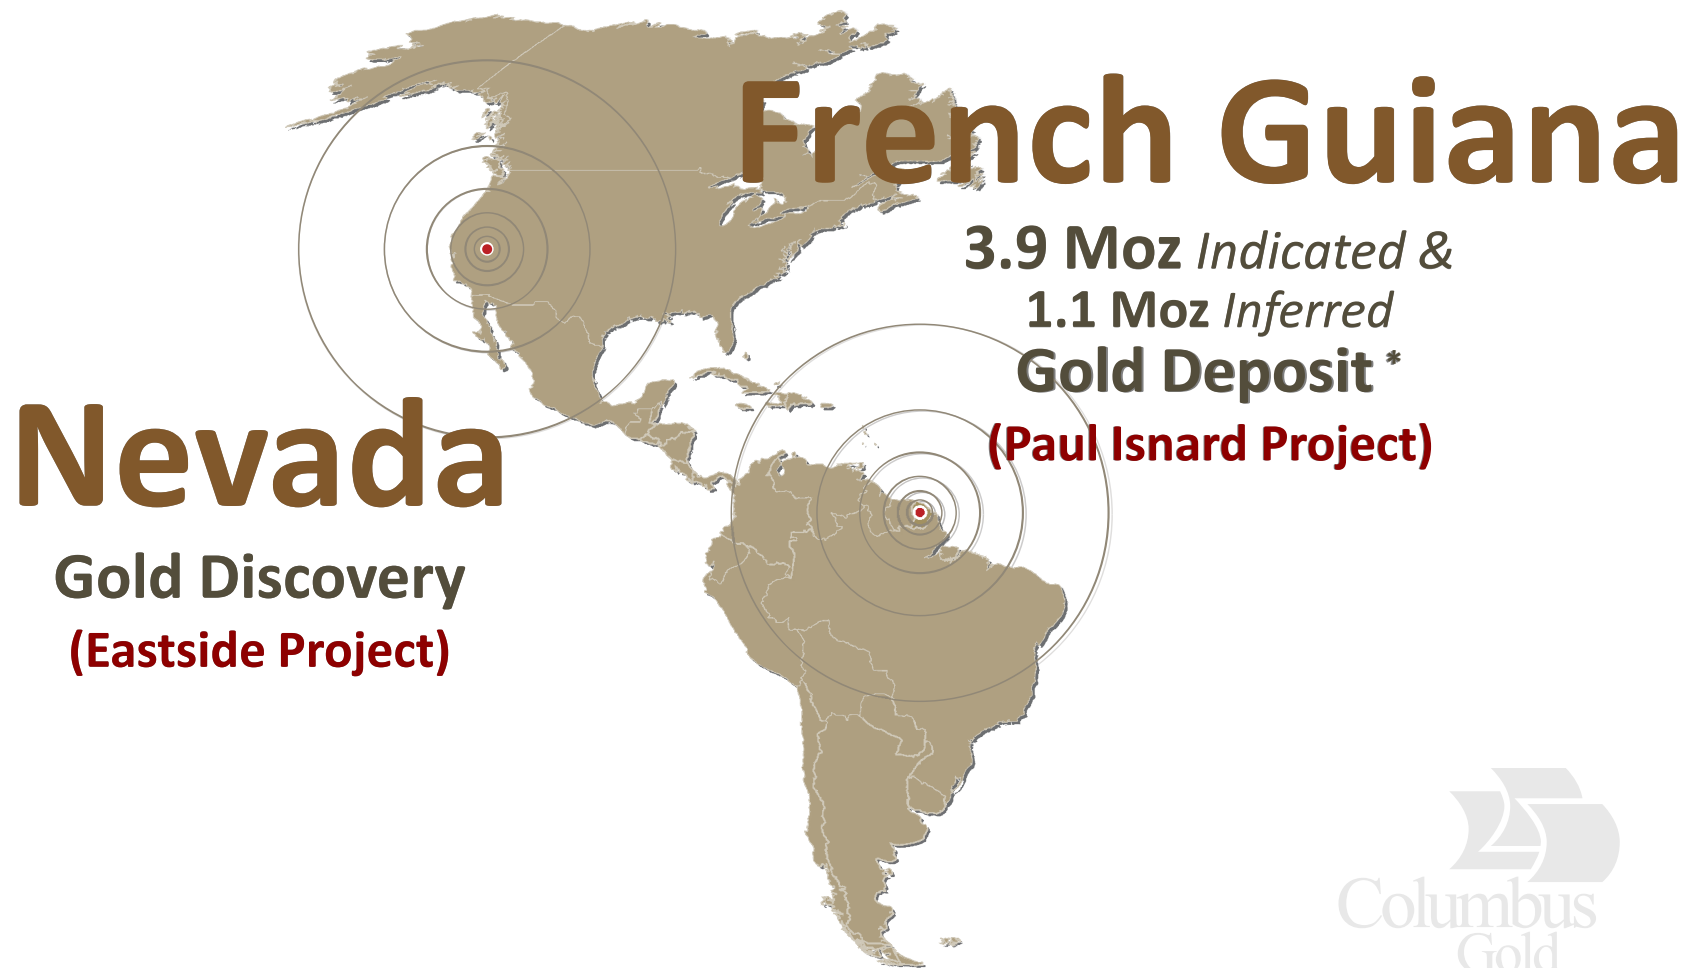 French Guiana
3.9 Moz Indicated &
1.1 Moz Inferred
Gold Deposit *
(Paul Isnard Project)
Nevada
Gold Discovery
(Eastside Project)
Columbus
Gold